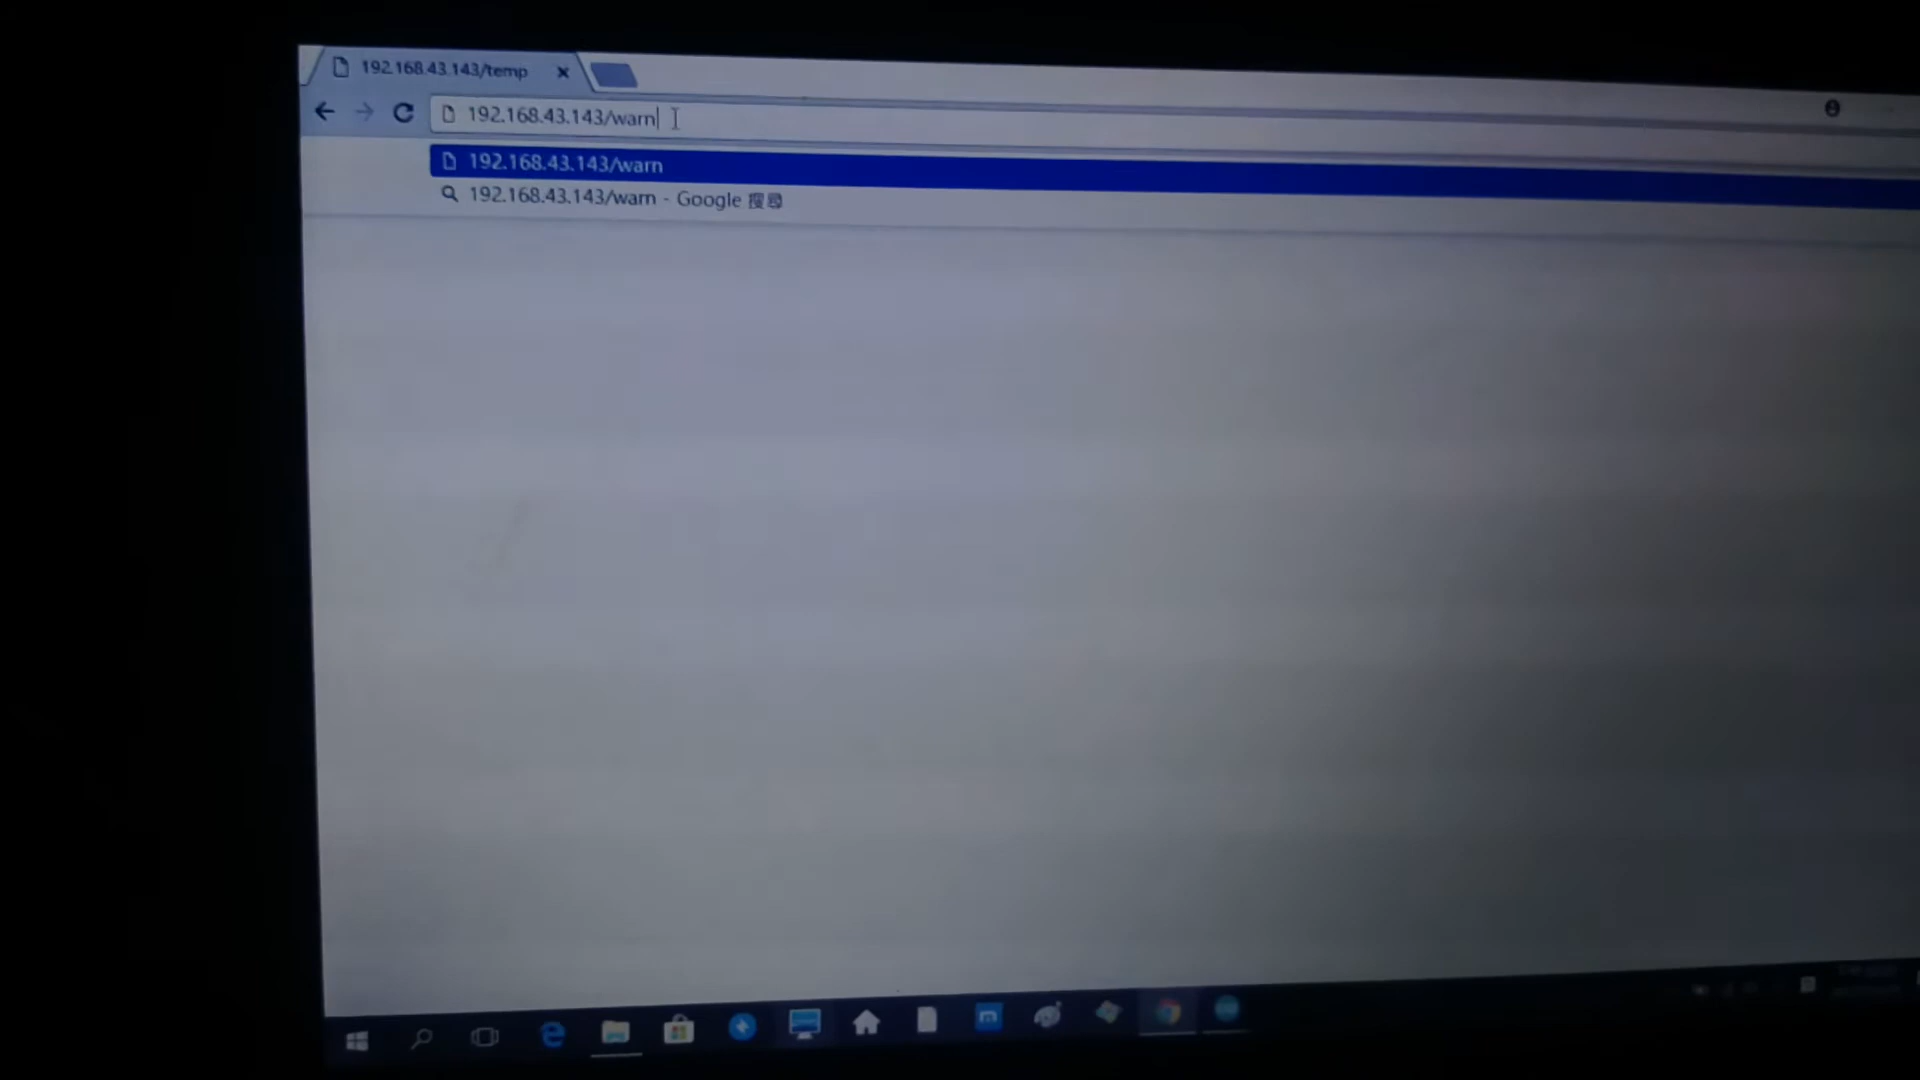 192.168.43.143/temp
192.168.43.143/warn
192.168.43.143/warn
192.168.43.143/warn - Google 搜尋